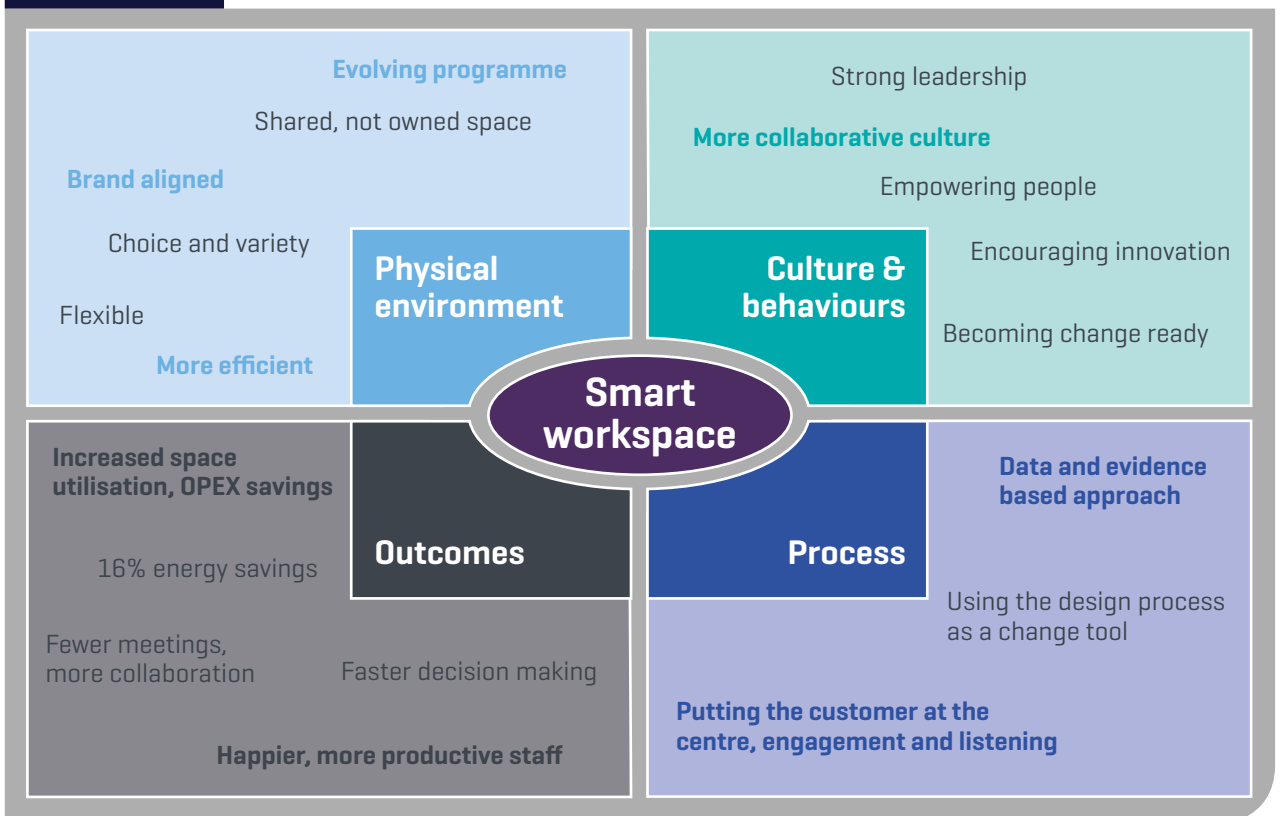 Evolving programme
Shared, not owned space
Brand aligned
Choice and variety
Flexible
More efficient
Physical
environment
Strong leadership
More collaborative culture
Empowering people
Encouraging innovation
Becoming change ready
Culture &
behaviours
Smart
workspace
Increased space
utilisation, OPEX savings
16% energy savings
Fewer meetings,
more collaboration
Faster decision making
Happier, more productive staff
Outcomes
Process
Data and evidence
based approach
Using the design process
as a change tool
Putting the customer at the
centre, engagement and listening